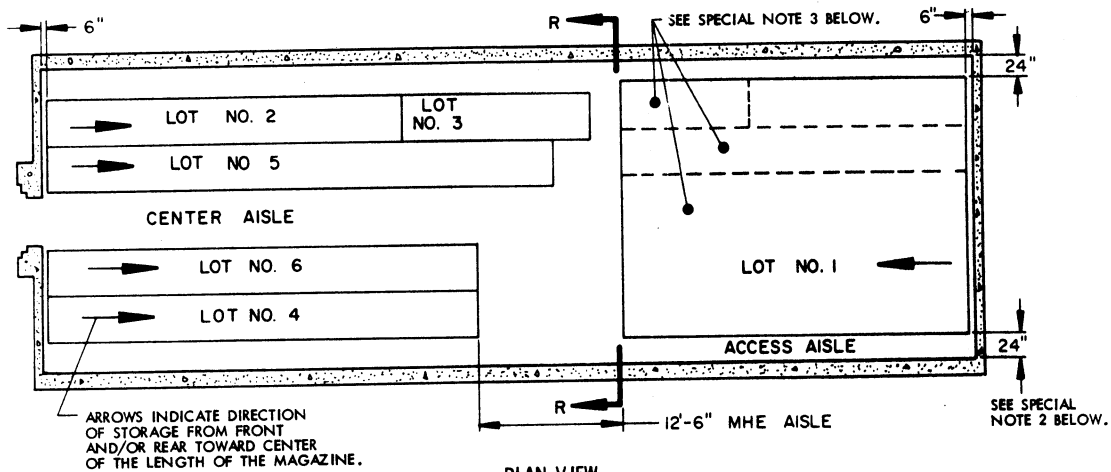 6"
R
SEE SPECIAL NOTE 3 BELOW.
6"
24"
LOT NO. 2
LOT
NO. 3
LOT NO 5
CENTER AISLE
LOT NO. 6
LOT NO. 1
LOT NO. 4
ACCESS AISLE
24"
R
12'-6" MHE AISLE
SEE SPECIAL
NOTE 2 BELOW.
ARROWS INDICATE DIRECTION
OF STORAGE FROM FRONT
AND/OR REAR TOWARD CENTER
OF THE LENGTH OF THE MAGAZINE.
PLAN VIEW